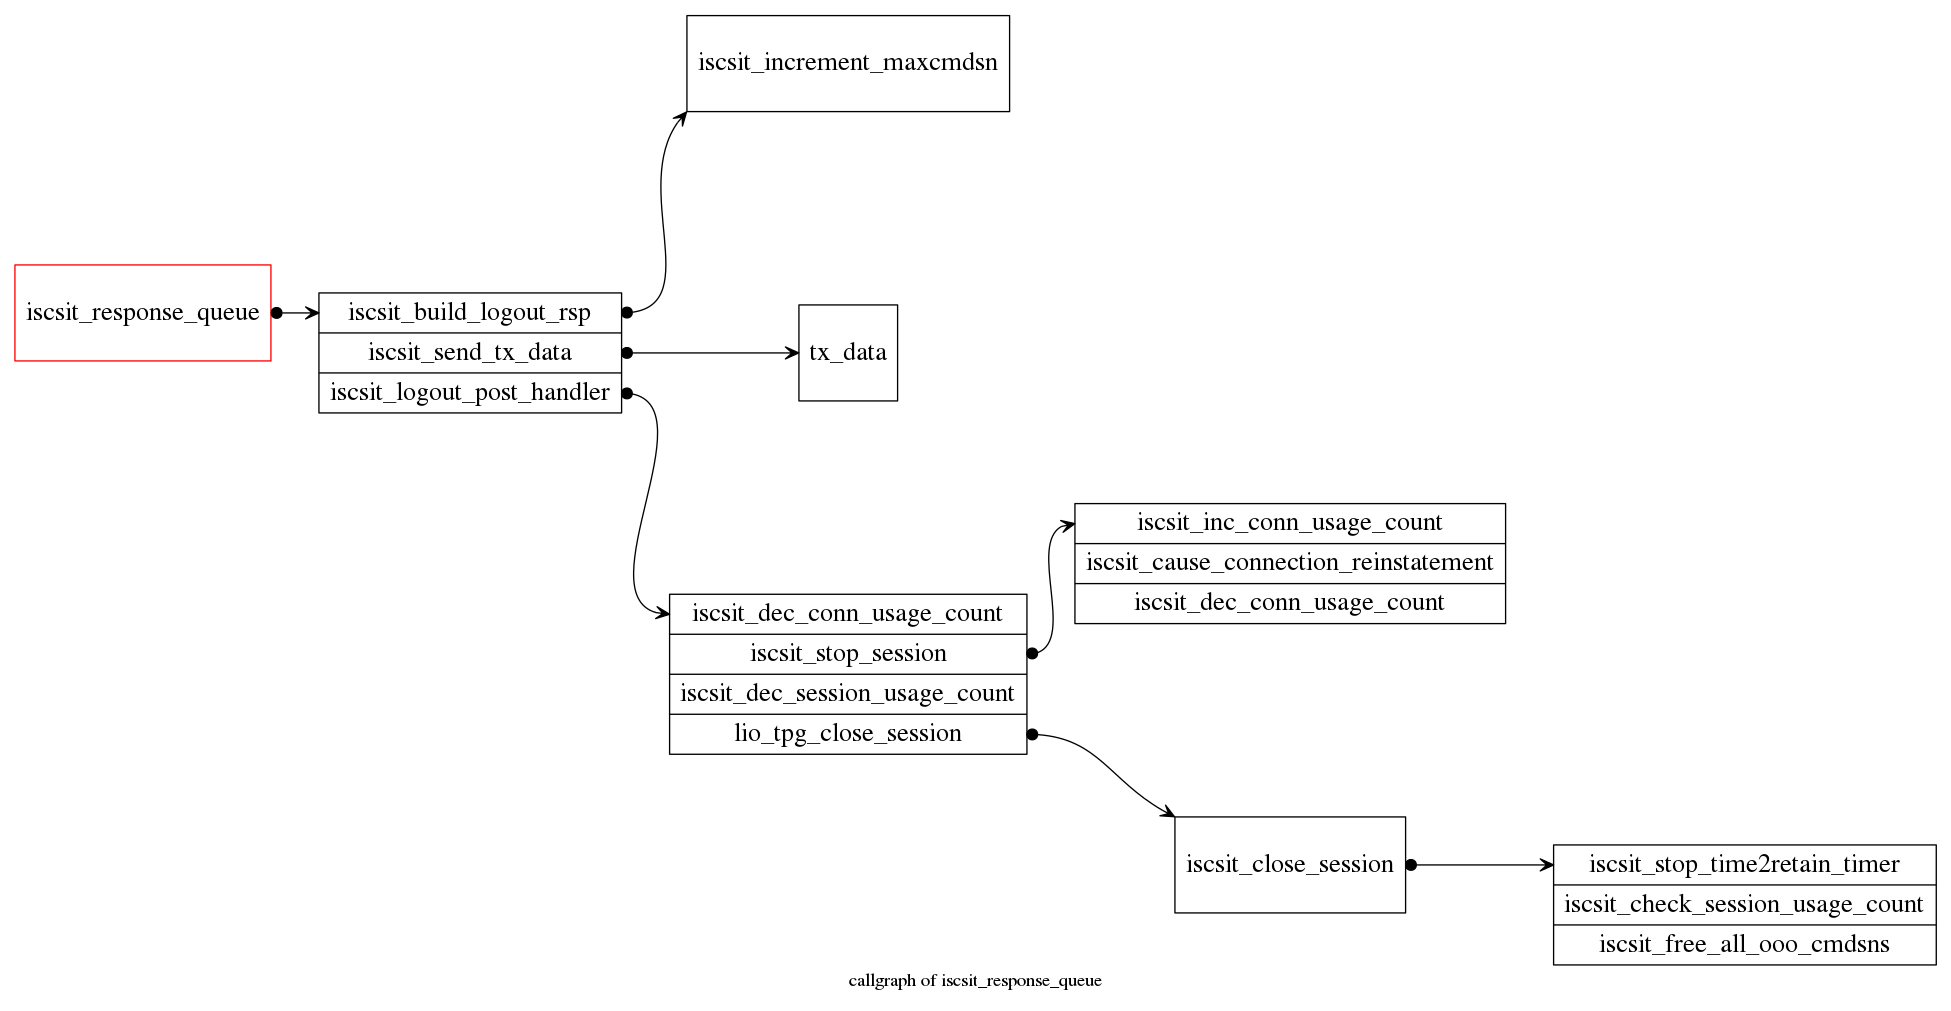 iscsit_increment_maxcmdsn
iscsit_response_queue
iscsit_build_logout_rsp
iscsit_send_tx_data
iscsit_logout_post_handler
tx_data
iscsit_dec_conn_usage_count
iscsit_stop_session
iscsit_dec_session_usage_count
lio_tpg_close_session
iscsit_inc_conn_usage_count
iscsit_cause_connection_reinstatement
iscsit_dec_conn_usage_count
iscsit_close_session
iscsit_stop_time2retain_timer
iscsit_check_session_usage_count
iscsit_free_all_ooo_cmdsns
callgraph of iscsit_response_queue